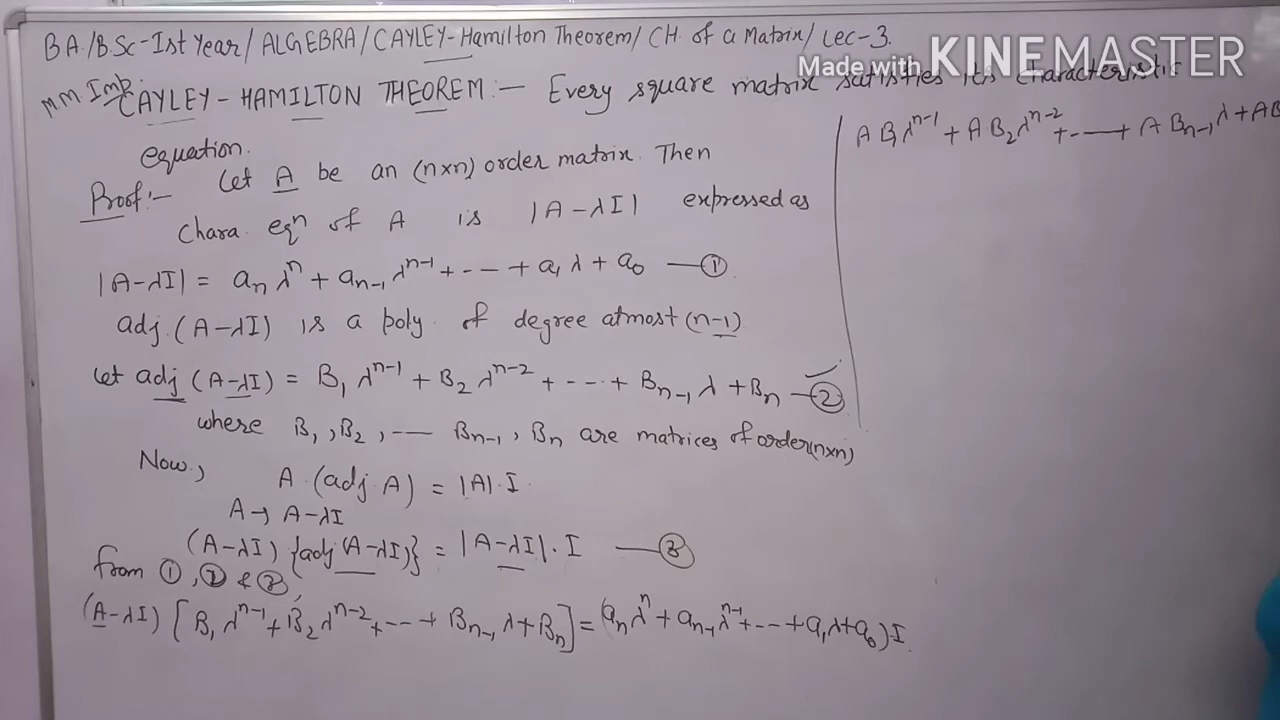 BA./B.Sc-Ist Year/ALGEBRA/CAYLEY-Hamilton Theorem/CH. of a Matrix/Lec-3.
Made with KINEMASTER
M.M Imp. CAYLEY-HAMILTON THEOREM:- Every square matrix satisfies its characteristic
equation.
Proof:- Let A be an (n×n) order matrix. Then
Chara. eqⁿ of A is |A-λI| expressed as
|A-λI| = aₙλⁿ + aₙ₋₁λⁿ⁻¹ + --- + a₁λ + a₀ —①
adj.(A-λI) is a poly. of degree atmost (n-1)
Let adj (A-λI) = B₁λⁿ⁻¹ + B₂λⁿ⁻² + --- + Bₙ₋₁λ + Bₙ —②
where B₁, B₂, --- Bₙ₋₁, Bₙ are matrices of order(n×n)
Now, A.(adj.A) = |A|.I
A→ A-λI
(A-λI) {adj(A-λI)} = |A-λI|.I —③
from ①, ② & ③,
(A-λI) [B₁λⁿ⁻¹ + B₂λⁿ⁻² + --- + Bₙ₋₁λ + Bₙ] = (aₙλⁿ + aₙ₋₁λⁿ⁻¹ + --- + a₁λ + a₀)I.
AB₁λⁿ⁻¹ + AB₂λⁿ⁻² + --- + ABₙ₋₁λ + AB